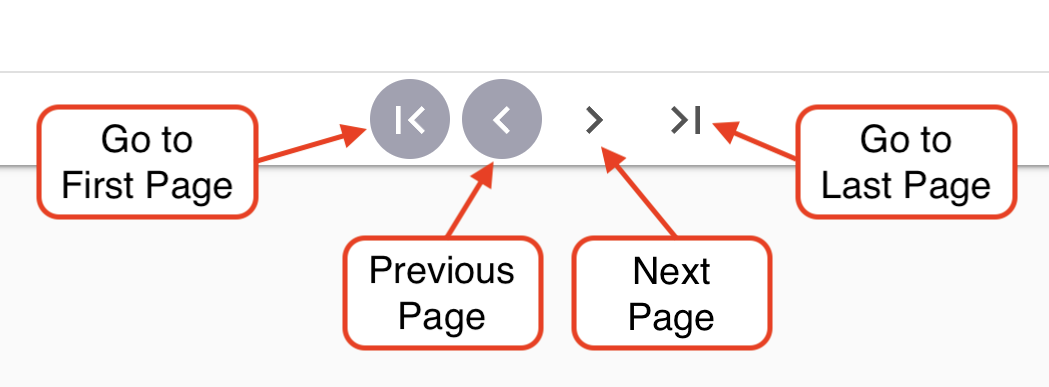 Go to
First Page
Previous
Page
Next
Page
Go to
Last Page